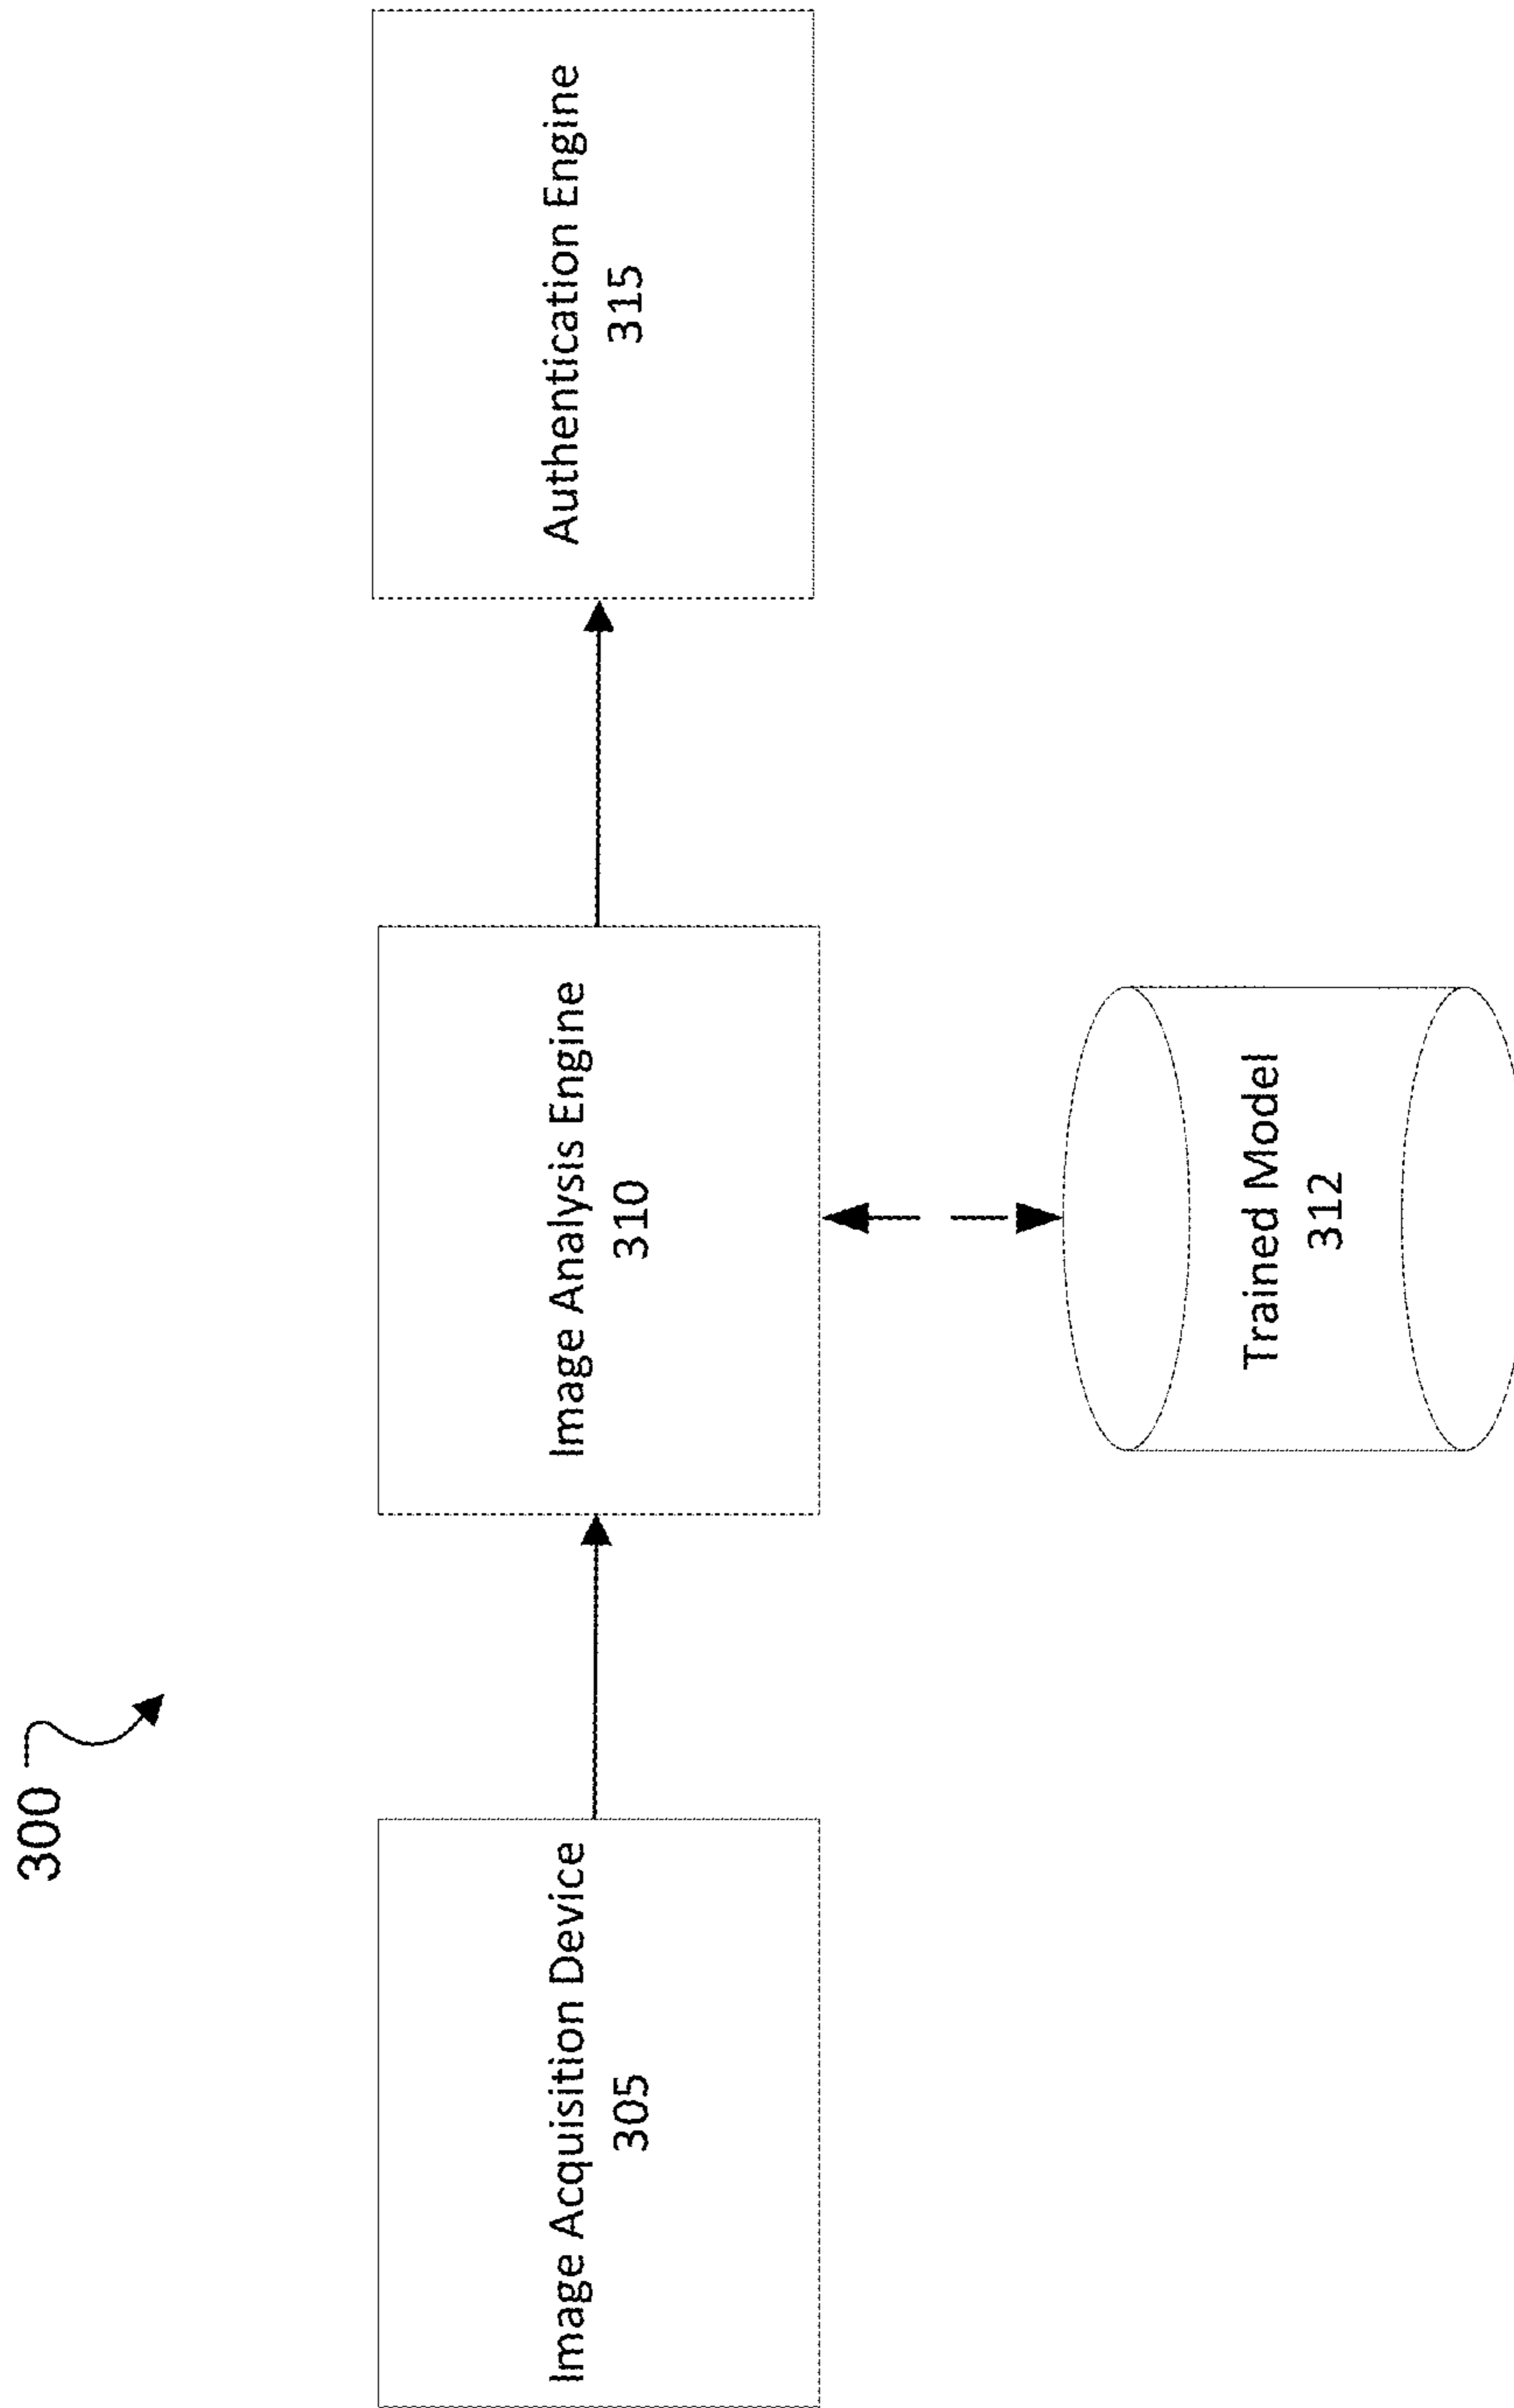 300
Image Acquisition Device
305
Image Analysis Engine
310
Authentication Engine
315
Trained Model
312